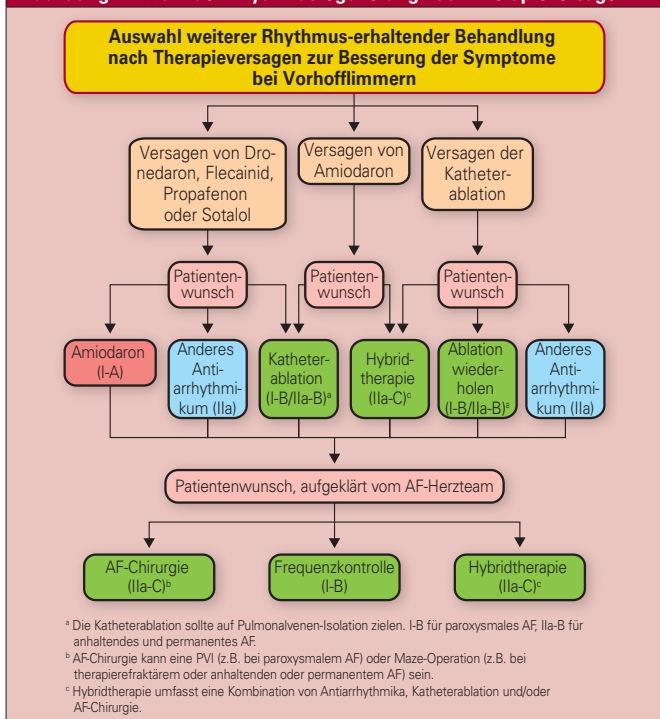 Auswahl weiterer Rhythmus-erhaltender Behandlung
nach Therapieversagen zur Besserung der Symptome
bei Vorhofflimmern
Versagen von Dro-
nedaron, Flecainid,
Propafenon
oder Sotalol
Versagen von
Amiodaron
Versagen der
Katheter-
ablation
Patienten-
wunsch
Patienten-
wunsch
Patienten-
wunsch
Amiodaron
(I-A)
Anderes
Anti-
arrhythmi-
kum (IIa)
Katheter-
ablation
(I-B/IIa-B)ᵃ
Hybrid-
therapie
(IIa-C)ᶜ
Ablation
wieder-
holen
(I-B/IIa-B)ᵃ
Anderes
Anti-
arrhythmi-
kum (IIa)
Patientenwunsch, aufgeklärt vom AF-Herzteam
AF-Chirurgie
(IIa-C)ᵇ
Frequenzkontrolle
(I-B)
Hybridtherapie
(IIa-C)ᶜ
ᵃ Die Katheterablation sollte auf Pulmonalvenen-Isolation zielen. I-B für paroxysmales AF, IIa-B für
anhaltendes und permanentes AF.
ᵇ AF-Chirurgie kann eine PVI (z.B. bei paroxysmalem AF) oder Maze-Operation (z.B. bei
therapierefraktärem oder anhaltenden oder permanentem AF) sein.
ᶜ Hybridtherapie umfasst eine Kombination von Antiarrhythmika, Katheterablation und/oder
AF-Chirurgie.